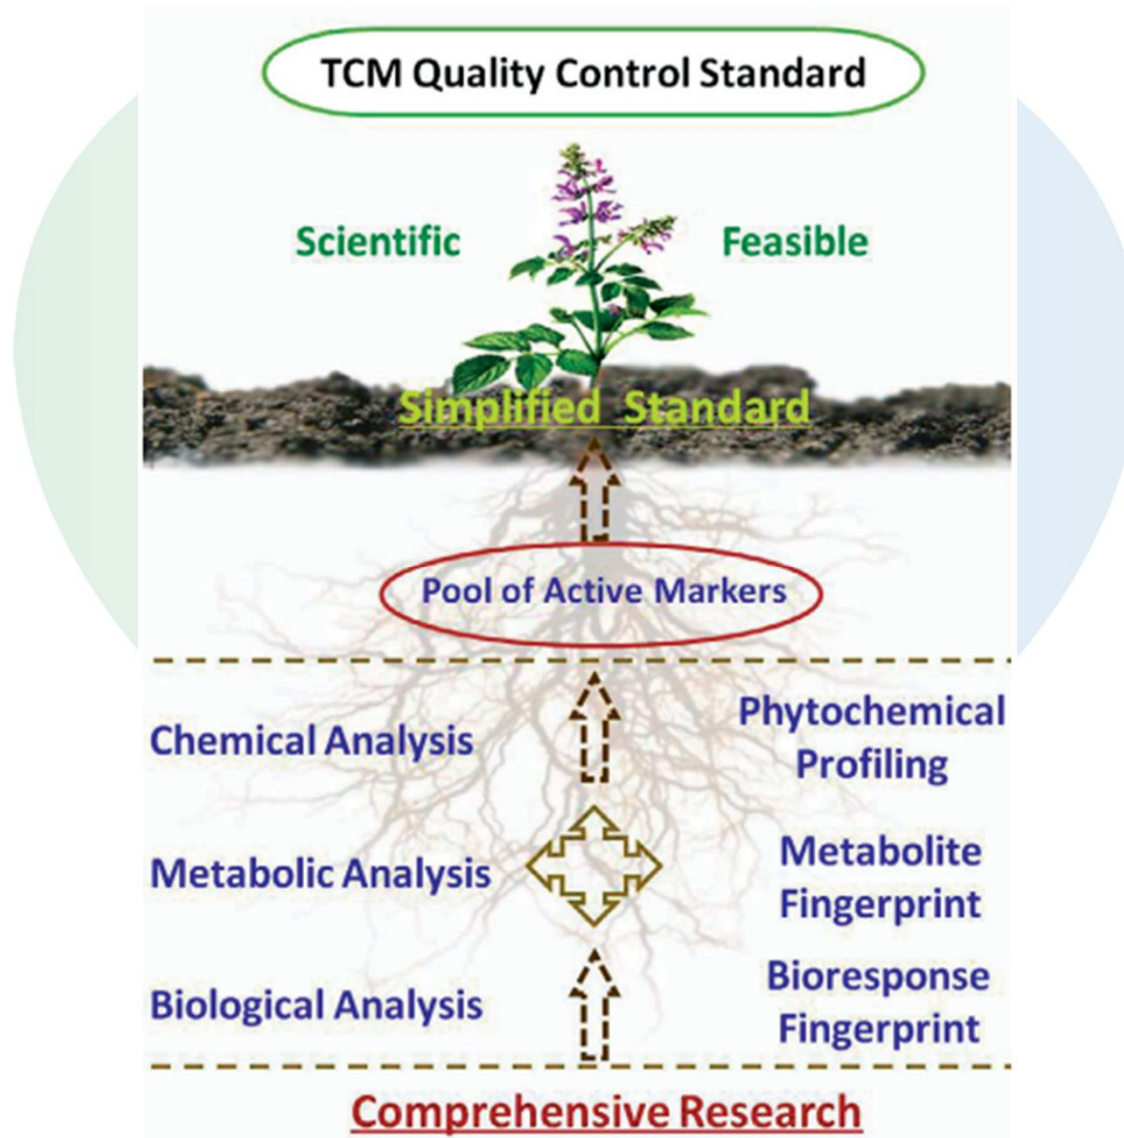 TCM Quality Control Standard
Scientific
Feasible
Simplified Standard
Pool of Active Markers
Chemical Analysis
Phytochemical
Profiling
Metabolic Analysis
Metabolite
Fingerprint
Biological Analysis
Bioresponse
Fingerprint
Comprehensive Research